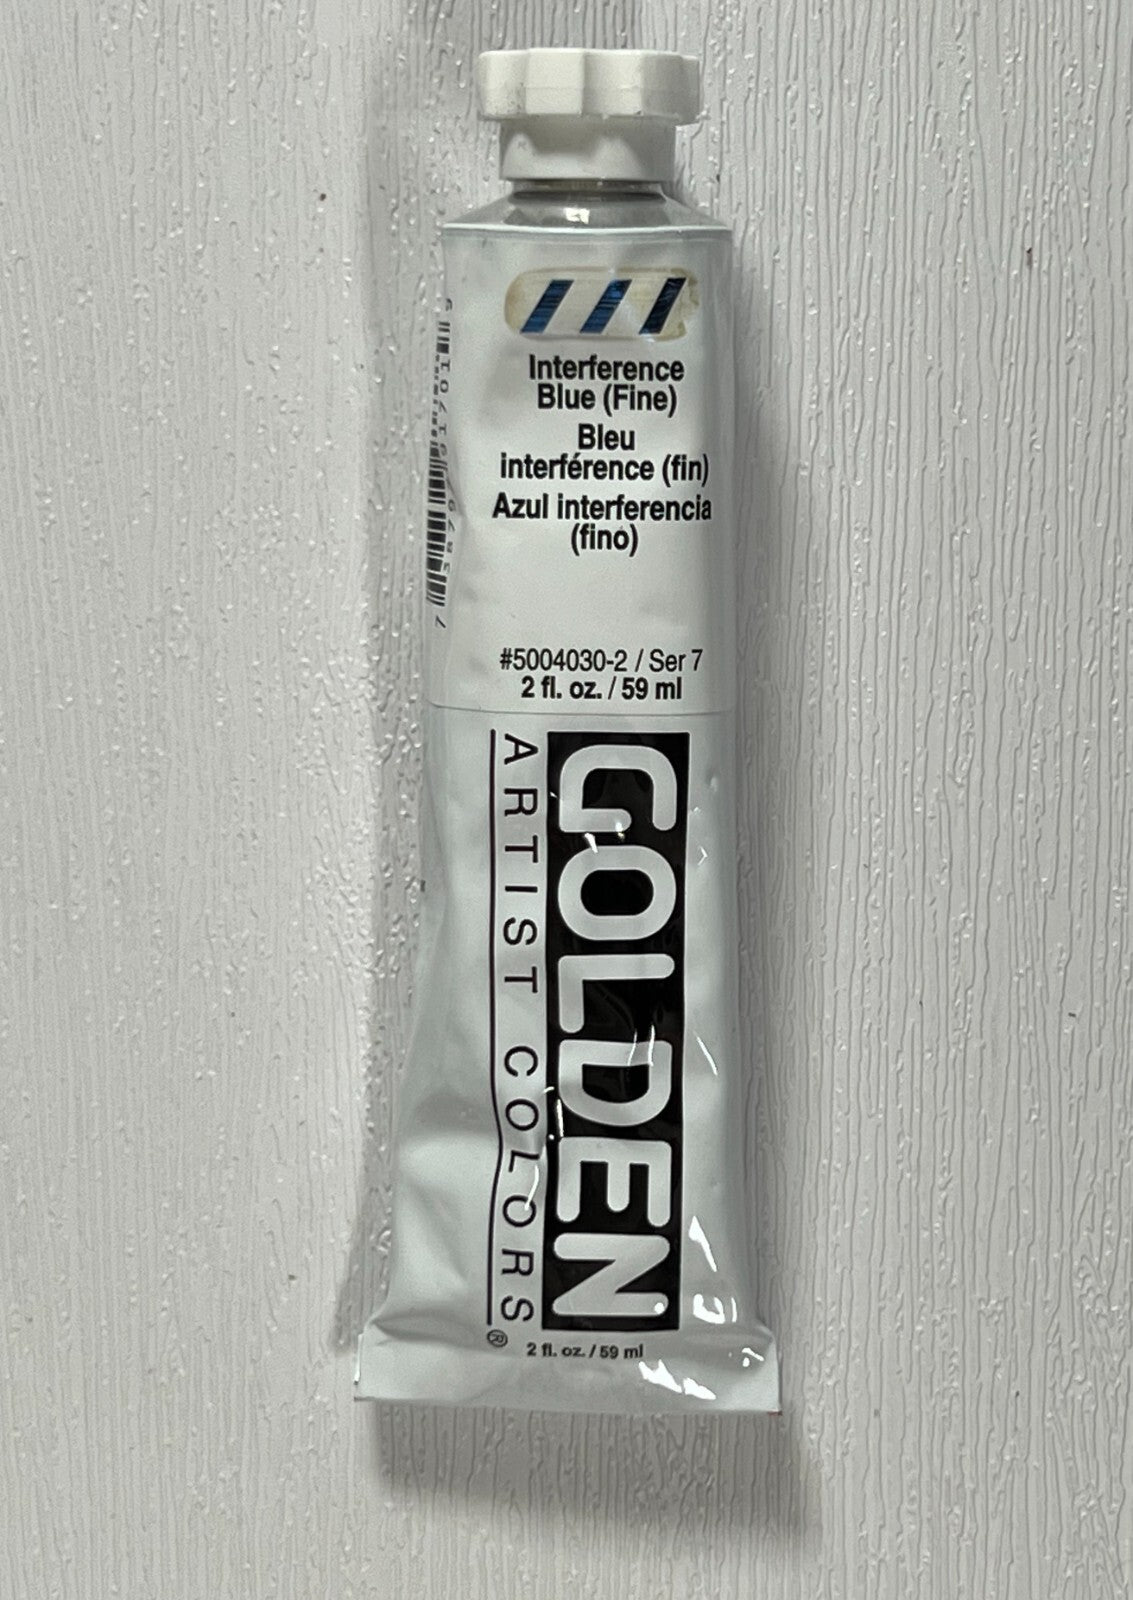 Interference
Blue (Fine)
Bleu
interférence (fin)
Azul interferencia
(fino)
#5004030-2 / Ser 7
2 fl. oz. / 59 ml
GOLDEN
ARTIST COLORS®
2 fl. oz. / 59 ml